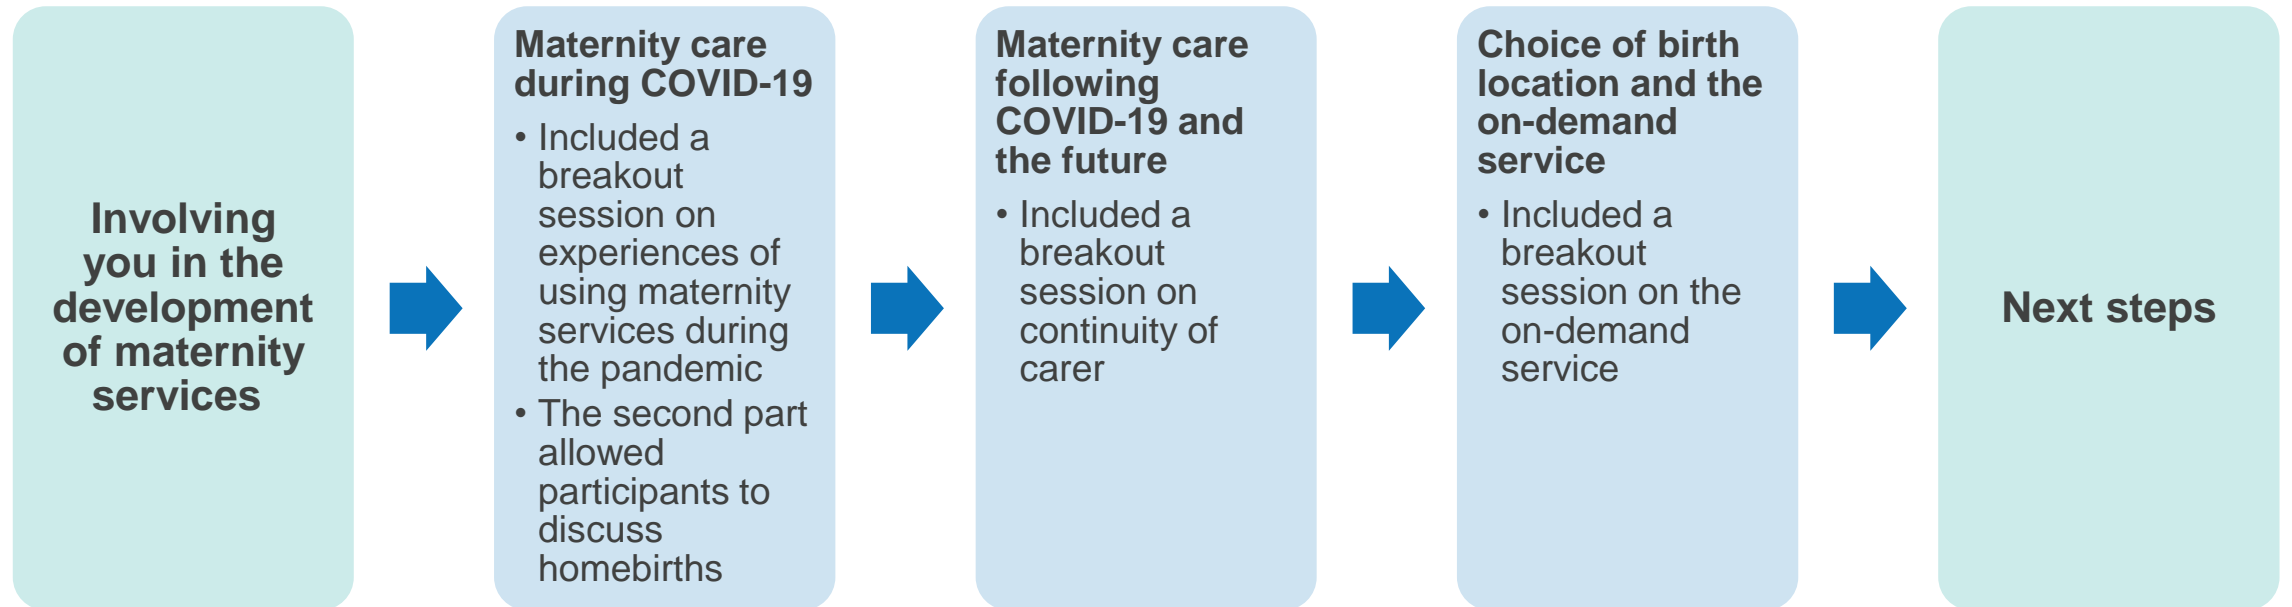 Involving
you in the
development
of maternity
services
Maternity care
during COVID-19
• Included a
breakout
session on
experiences of
using maternity
services during
the pandemic
• The second part
allowed
participants to
discuss
homebirths
Maternity care
following
COVID-19 and
the future
• Included a
breakout
session on
continuity of
carer
Choice of birth
location and the
on-demand
service
• Included a
breakout
session on the
on-demand
service
Next steps